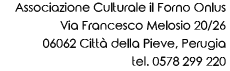 Associazione Culturale il Forno Onlus
Via Francesco Melosio 20/26
06062 Città della Pieve, Perugia
tel. 0578 299 220